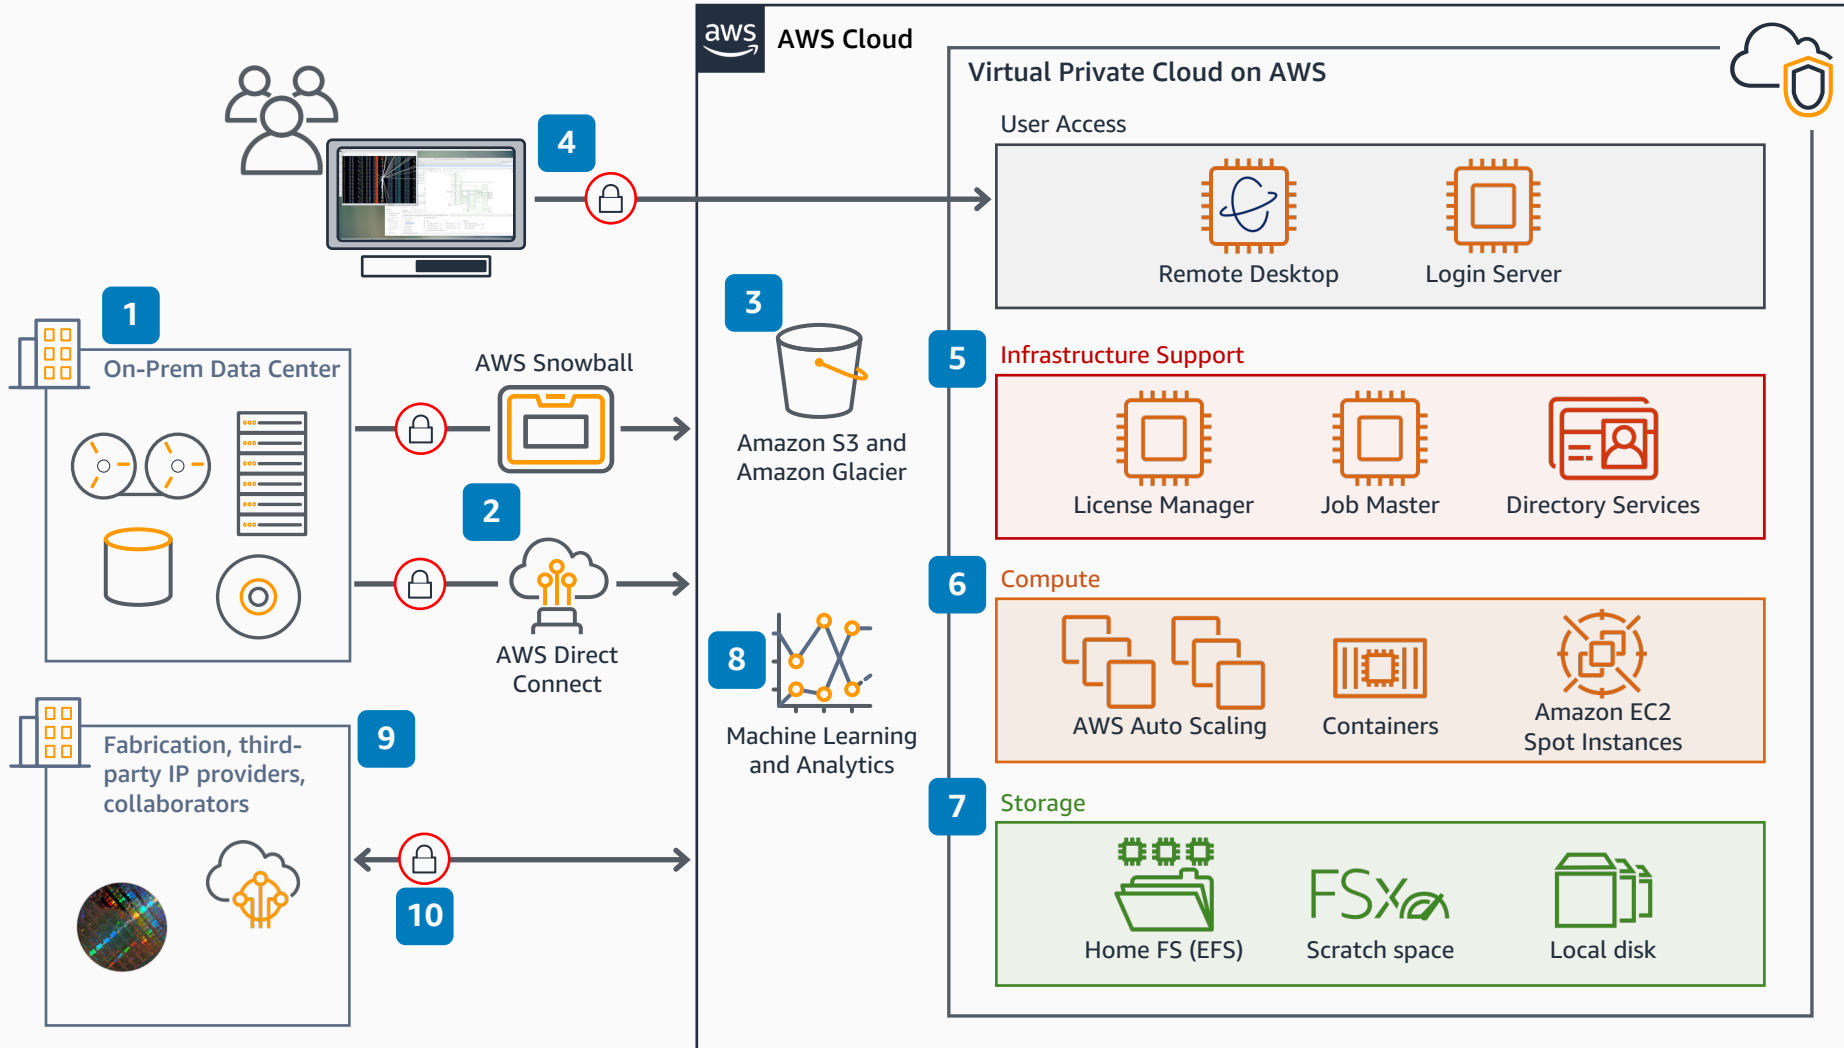 aws
AWS Cloud
Virtual Private Cloud on AWS
User Access
4
Remote Desktop
Login Server
1
On-Prem Data Center
AWS Snowball
3
Amazon S3 and
Amazon Glacier
5
Infrastructure Support
License Manager
Job Master
Directory Services
2
AWS Direct
Connect
6
Compute
AWS Auto Scaling
Containers
Amazon EC2
Spot Instances
8
Machine Learning
and Analytics
9
Fabrication, third-
party IP providers,
collaborators
10
7
Storage
Home FS (EFS)
FSx
Scratch space
Local disk